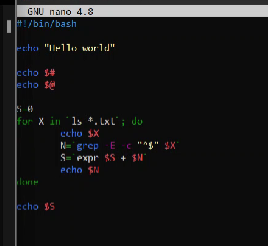 GNU nano 4.8
#!/bin/bash
echo "Hello world"
echo $#
echo $@
S=0
for X in `ls *.txt`; do
echo $X
N=`grep -E -c "^$" $X`
S=`expr $S + $N`
echo $N
done
echo $S